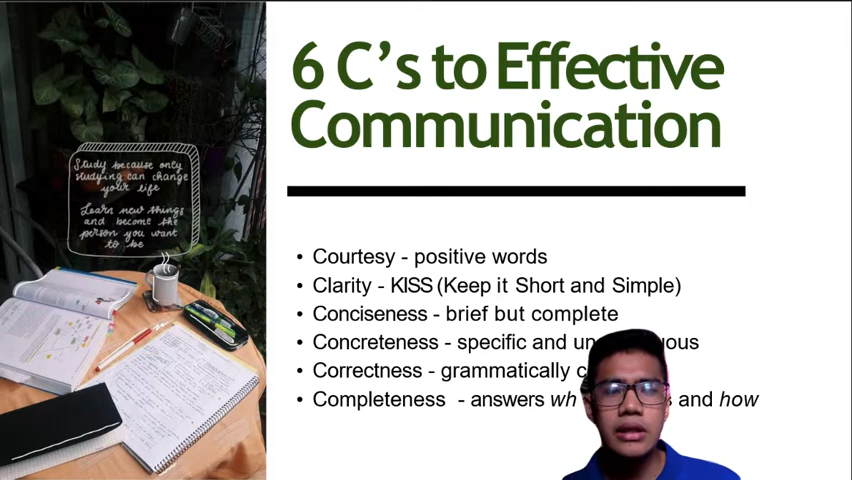 6 C's to Effective
Communication
Study because only
studying can change
your life
Learn new things
and become the
person you want
to be
• Courtesy - positive words
• Clarity - KISS (Keep it Short and Simple)
• Conciseness - brief but complete
• Concreteness - specific and
• Correctness - grammatically
• Completeness - answers and how